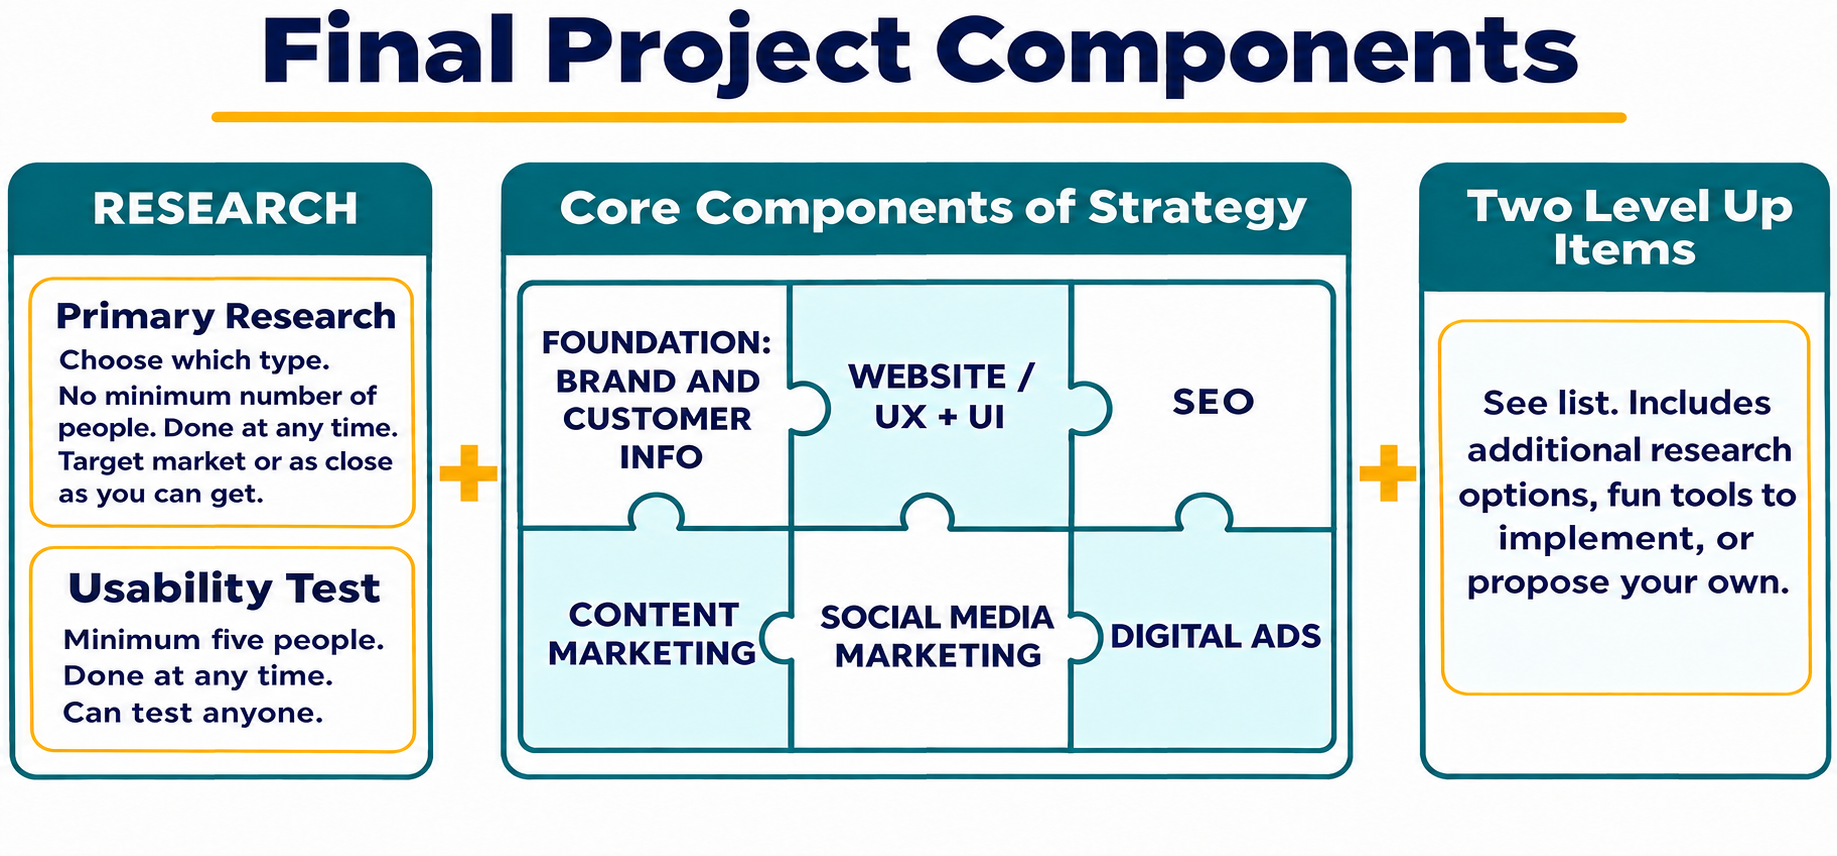 Final Project Components
RESEARCH
Primary Research
Choose which type.
No minimum number of
people. Done at any time.
Target market or as close
as you can get.
Usability Test
Minimum five people.
Done at any time.
Can test anyone.
+
Core Components of Strategy
FOUNDATION:
BRAND AND
CUSTOMER
INFO
WEBSITE /
UX + UI
SEO
CONTENT
MARKETING
SOCIAL MEDIA
MARKETING
DIGITAL ADS
+
Two Level Up
Items
See list. Includes
additional research
options, fun tools to
implement, or
propose your own.